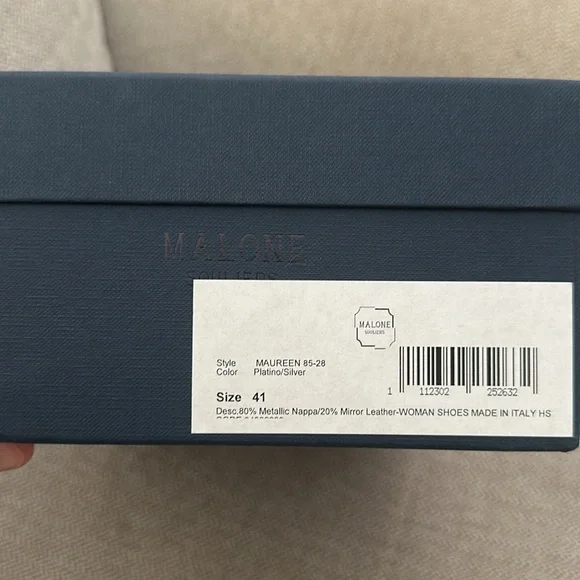 MALONE
SOULIERS
MALONE
SOULIERS
Style MAUREEN 85-28
Color Platino/Silver
Size 41
1 112302 252632
Desc.80% Metallic Nappa/20% Mirror Leather-WOMAN SHOES MADE IN ITALY HS